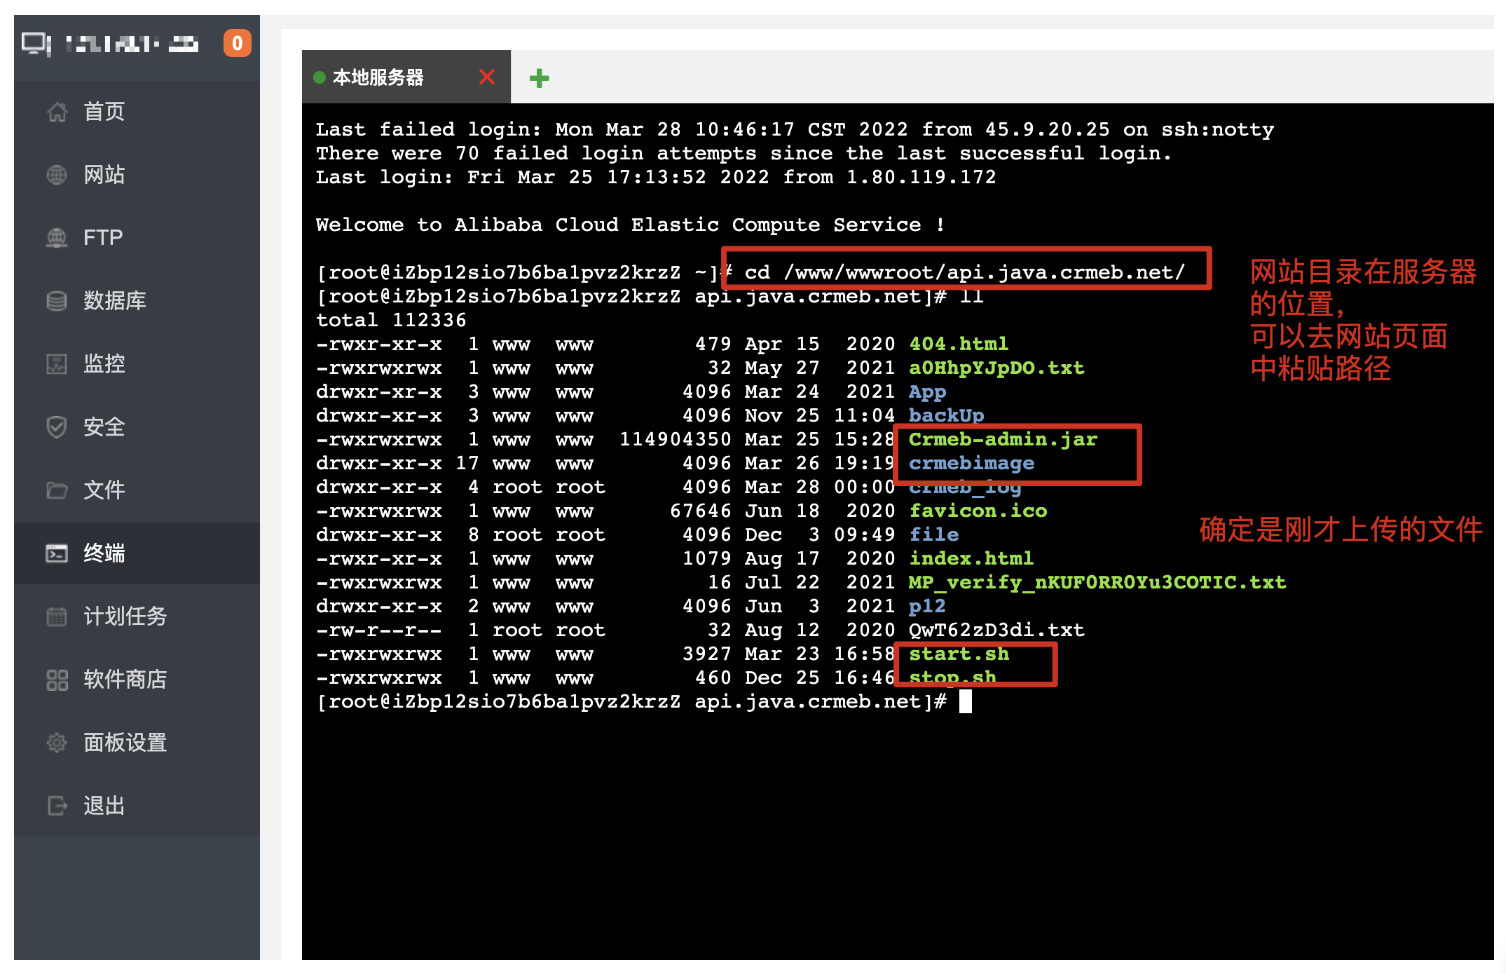 0
首页
网站
FTP
数据库
监控
安全
文件
终端
计划任务
软件商店
面板设置
退出
本地服务器
Last failed login: Mon Mar 28 10:46:17 CST 2022 from 45.9.20.25 on ssh:notty
There were 70 failed login attempts since the last successful login.
Last login: Fri Mar 25 17:13:52 2022 from 1.80.119.172
Welcome to Alibaba Cloud Elastic Compute Service !
[root@iZbp12sio7b6ba1pvz2krzZ ~]# cd /www/wwwroot/api.java.crmeb.net/
[root@iZbp12sio7b6ba1pvz2krzZ api.java.crmeb.net]# ll
total 112336
-rwxr-xr-x 1 www www 479 Apr 15 2020 404.html
-rwxrwxrwx 1 www www 32 May 27 2021 a0HhpYJpDO.txt
drwxr-xr-x 3 www www 4096 Mar 24 2021 App
drwxr-xr-x 3 www www 4096 Nov 25 11:04 backUp
-rwxrwxrwx 1 www www 114904350 Mar 25 15:28 Crmeb-admin.jar
drwxr-xr-x 17 www www 4096 Mar 26 19:19 crmebimage
drwxr-xr-x 4 root root 4096 Mar 28 00:00 crmeb_log
-rwxrwxrwx 1 www www 67646 Jun 18 2020 favicon.ico
drwxr-xr-x 8 root root 4096 Dec 3 09:49 file
-rwxr-xr-x 1 www www 1079 Aug 17 2020 index.html
-rwxrwxrwx 1 www www 16 Jul 22 2021 MP_verify_nKUF0RR0Yu3COTIC.txt
drwxr-xr-x 2 www www 4096 Jun 3 2021 p12
-rw-r--r-- 1 root root 32 Aug 12 2020 QwT62zD3di.txt
-rwxrwxrwx 1 www www 3927 Mar 23 16:58 start.sh
-rwxrwxrwx 1 www www 460 Dec 25 16:46 stop.sh
[root@iZbp12sio7b6ba1pvz2krzZ api.java.crmeb.net]#
网站目录在服务器
的位置，
可以去网站页面
中粘贴路径
确定是刚才上传的文件